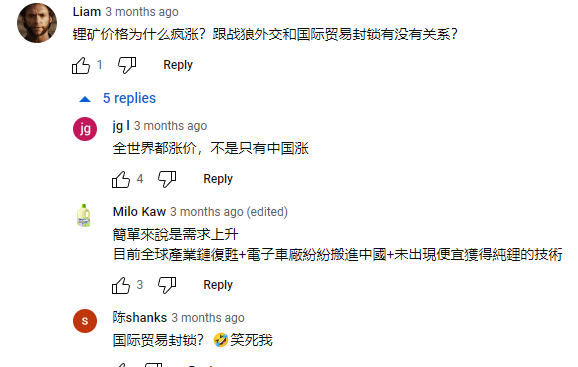 Liam 3 months ago
锂矿价格为什么疯涨？跟战狼外交和国际贸易封锁有没有关系？
1 Reply
5 replies
jg
jg l 3 months ago
全世界都涨价，不是只有中国涨
4 Reply
Milo Kaw 3 months ago (edited)
簡單來說是需求上升
目前全球產業鏈復甦+電子車廠紛紛搬進中國+未出現便宜獲得純鋰的技術
3 Reply
s
陈shanks 3 months ago
国际贸易封锁？🤣笑死我